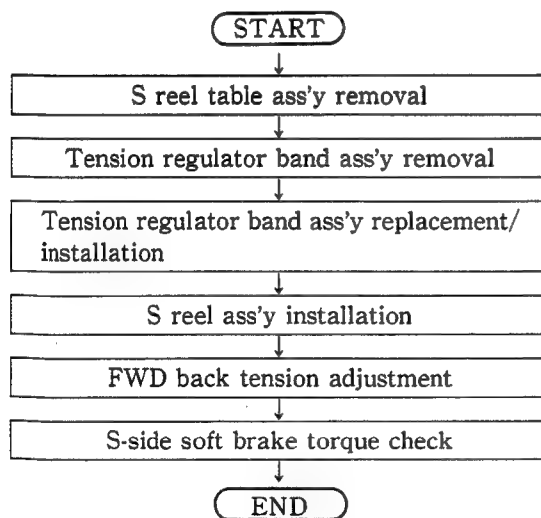 START
S reel table ass'y removal
Tension regulator band ass'y removal
Tension regulator band ass'y replacement/
installation
S reel ass'y installation
FWD back tension adjustment
S-side soft brake torque check
END